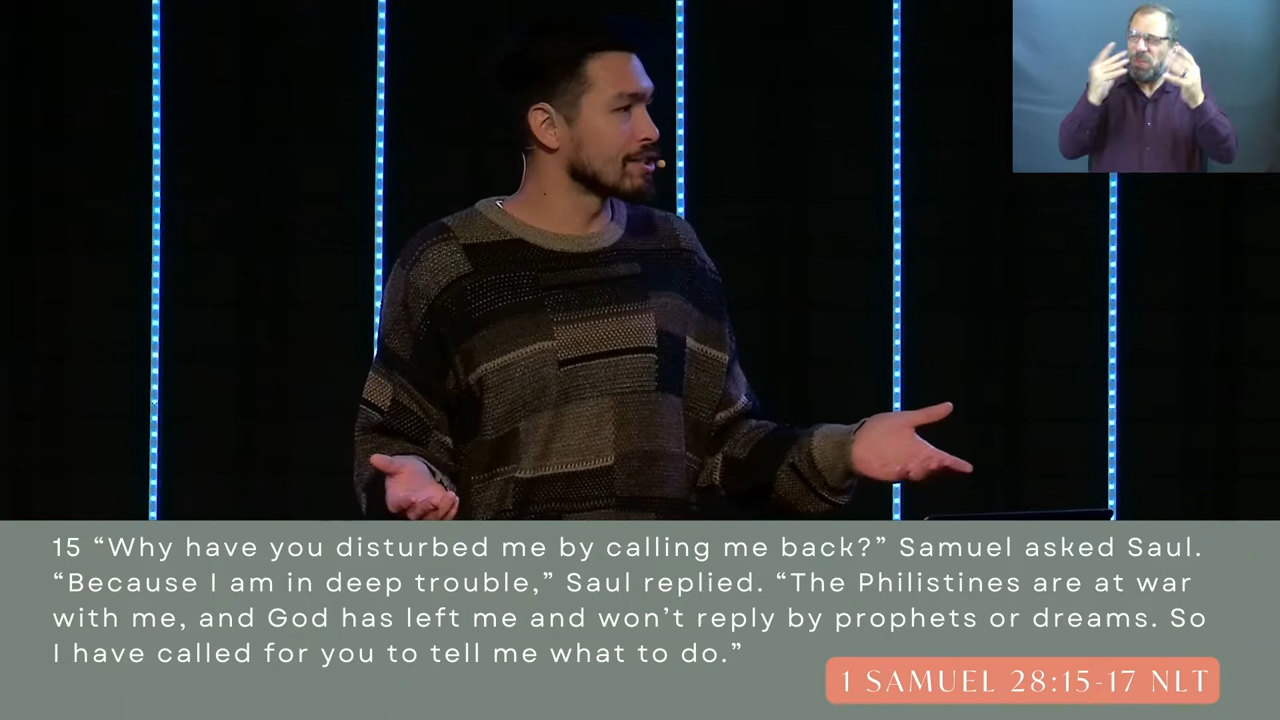 15 “Why have you disturbed me by calling me back?” Samuel asked Saul.
“Because I am in deep trouble,” Saul replied. “The Philistines are at war
with me, and God has left me and won’t reply by prophets or dreams. So
I have called for you to tell me what to do.”
1 SAMUEL 28:15-17 NLT